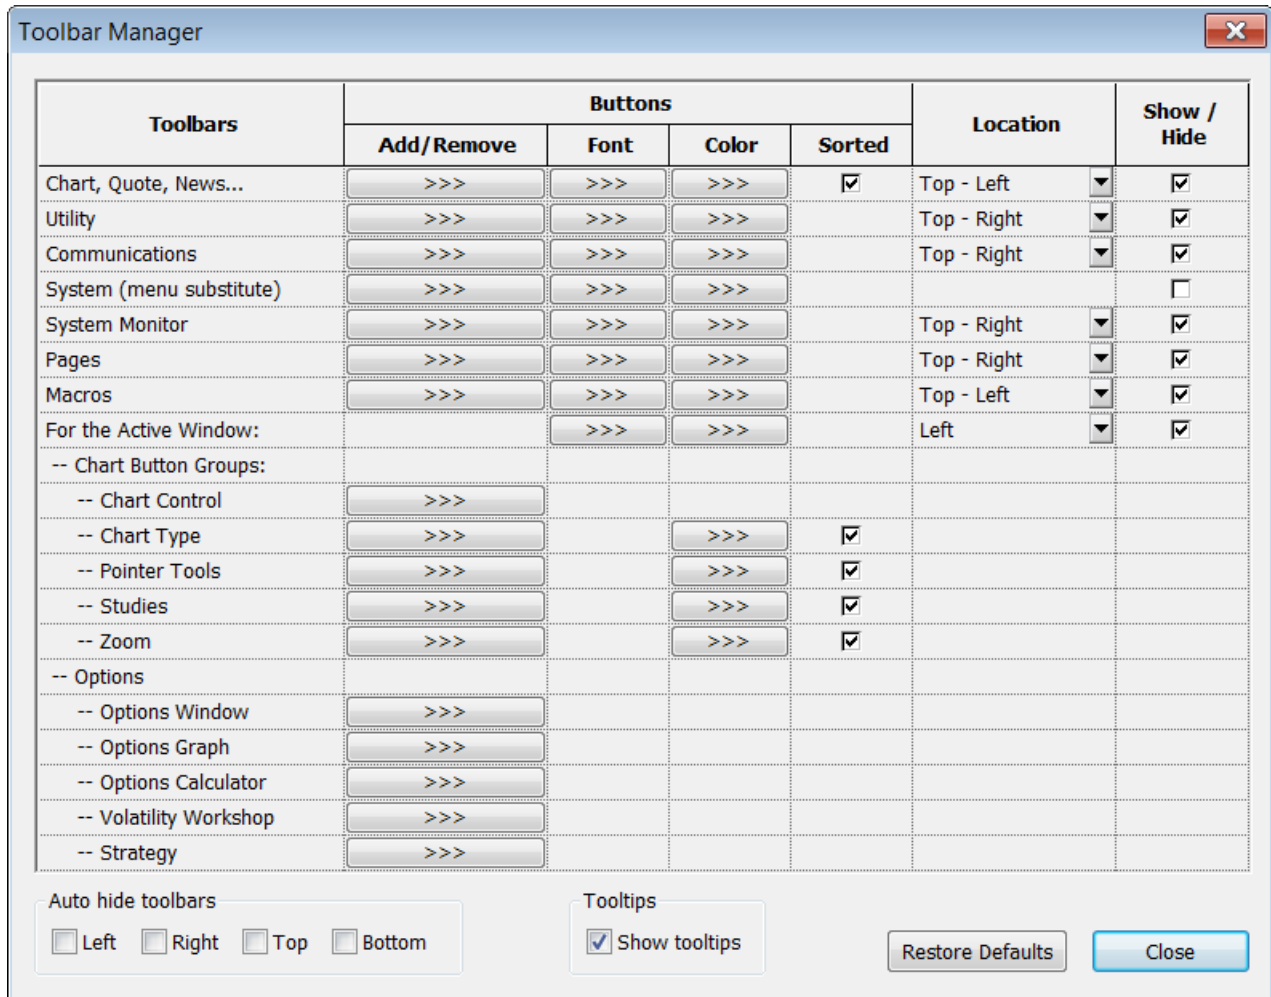 Toolbar Manager
Toolbars Buttons Location Show / Hide
Add/Remove Font Color Sorted
Chart, Quote, News... >>> >>> >>> Top - Left
Utility >>> >>> >>> Top - Right
Communications >>> >>> >>> Top - Right
System (menu substitute) >>> >>> >>>
System Monitor >>> >>> >>> Top - Right
Pages >>> >>> >>> Top - Right
Macros >>> >>> >>> Top - Left
For the Active Window: >>> >>> Left
-- Chart Button Groups:
-- Chart Control >>>
-- Chart Type >>> >>>
-- Pointer Tools >>> >>>
-- Studies >>> >>>
-- Zoom >>> >>>
-- Options
-- Options Window >>>
-- Options Graph >>>
-- Options Calculator >>>
-- Volatility Workshop >>>
-- Strategy >>>
Auto hide toolbars Tooltips
Left Right Top Bottom Show tooltips Restore Defaults Close